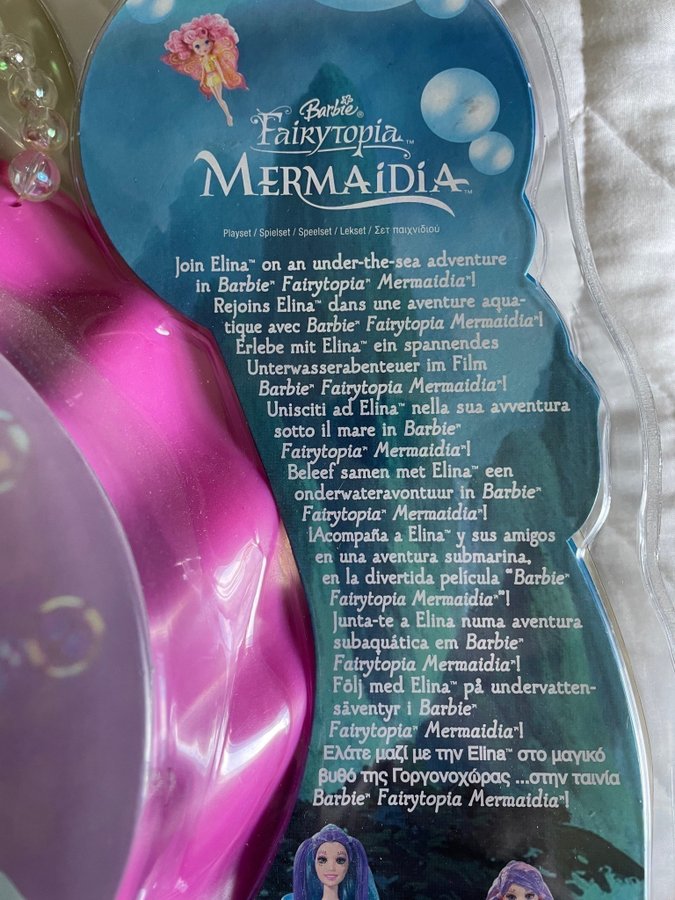 Barbie®
Fairytopia™
MERMAIDIA™
Playset / Spielset / Speelset / Lekset / Σετ παιχνιδιού
Join Elina™ on an under-the-sea adventure
in Barbie™ Fairytopia™ Mermaidia™!
Rejoins Elina™ dans une aventure aqua-
tique avec Barbie™ Fairytopia Mermaidia™!
Erlebe mit Elina™ ein spannendes
Unterwasserabenteuer im Film
Barbie™ Fairytopia Mermaidia™!
Unisciti ad Elina™ nella sua avventura
sotto il mare in Barbie™
Fairytopia™ Mermaidia™!
Beleef samen met Elina™ een
onderwateravontuur in Barbie™
Fairytopia™ Mermaidia™!
¡Acompaña a Elina™ y sus amigos
en una aventura submarina,
en la divertida película "Barbie™
Fairytopia Mermaidia™"!
Junta-te a Elina numa aventura
subaquática em Barbie™
Fairytopia Mermaidia™!
Följ med Elina™ på undervatten-
säventyr i Barbie™
Fairytopia Mermaidia™!
Ελάτε μαζί με την Elina™ στο μαγικό
βυθό της Γοργονοχώρας ...στην ταινία
Barbie™ Fairytopia Mermaidia™!